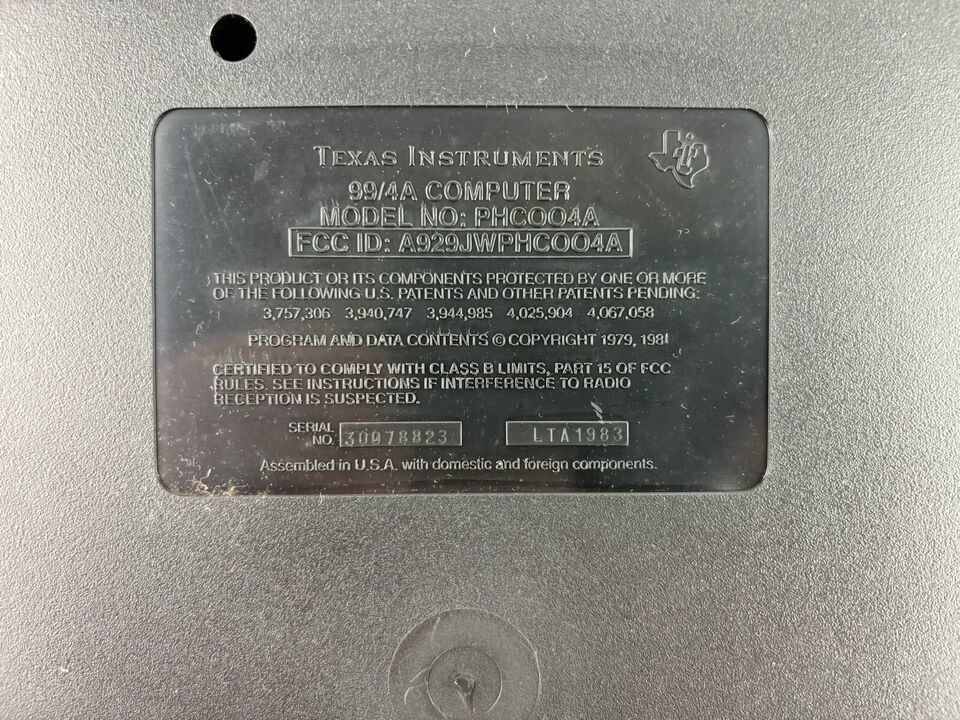 TEXAS INSTRUMENTS
99/4A COMPUTER
MODEL NO: PHC004A
FCC ID: A929JWPHC004A
THIS PRODUCT OR ITS COMPONENTS PROTECTED BY ONE OR MORE
OF THE FOLLOWING U.S. PATENTS AND OTHER PATENTS PENDING:
3,757,306 3,940,747 3,944,985 4,025,904 4,067,058
PROGRAM AND DATA CONTENTS © COPYRIGHT 1979, 1981
CERTIFIED TO COMPLY WITH CLASS B LIMITS, PART 15 OF FCC
RULES. SEE INSTRUCTIONS IF INTERFERENCE TO RADIO
RECEPTION IS SUSPECTED.
SERIAL
NO. 30078823 LTA1983
Assembled in U.S.A. with domestic and foreign components.